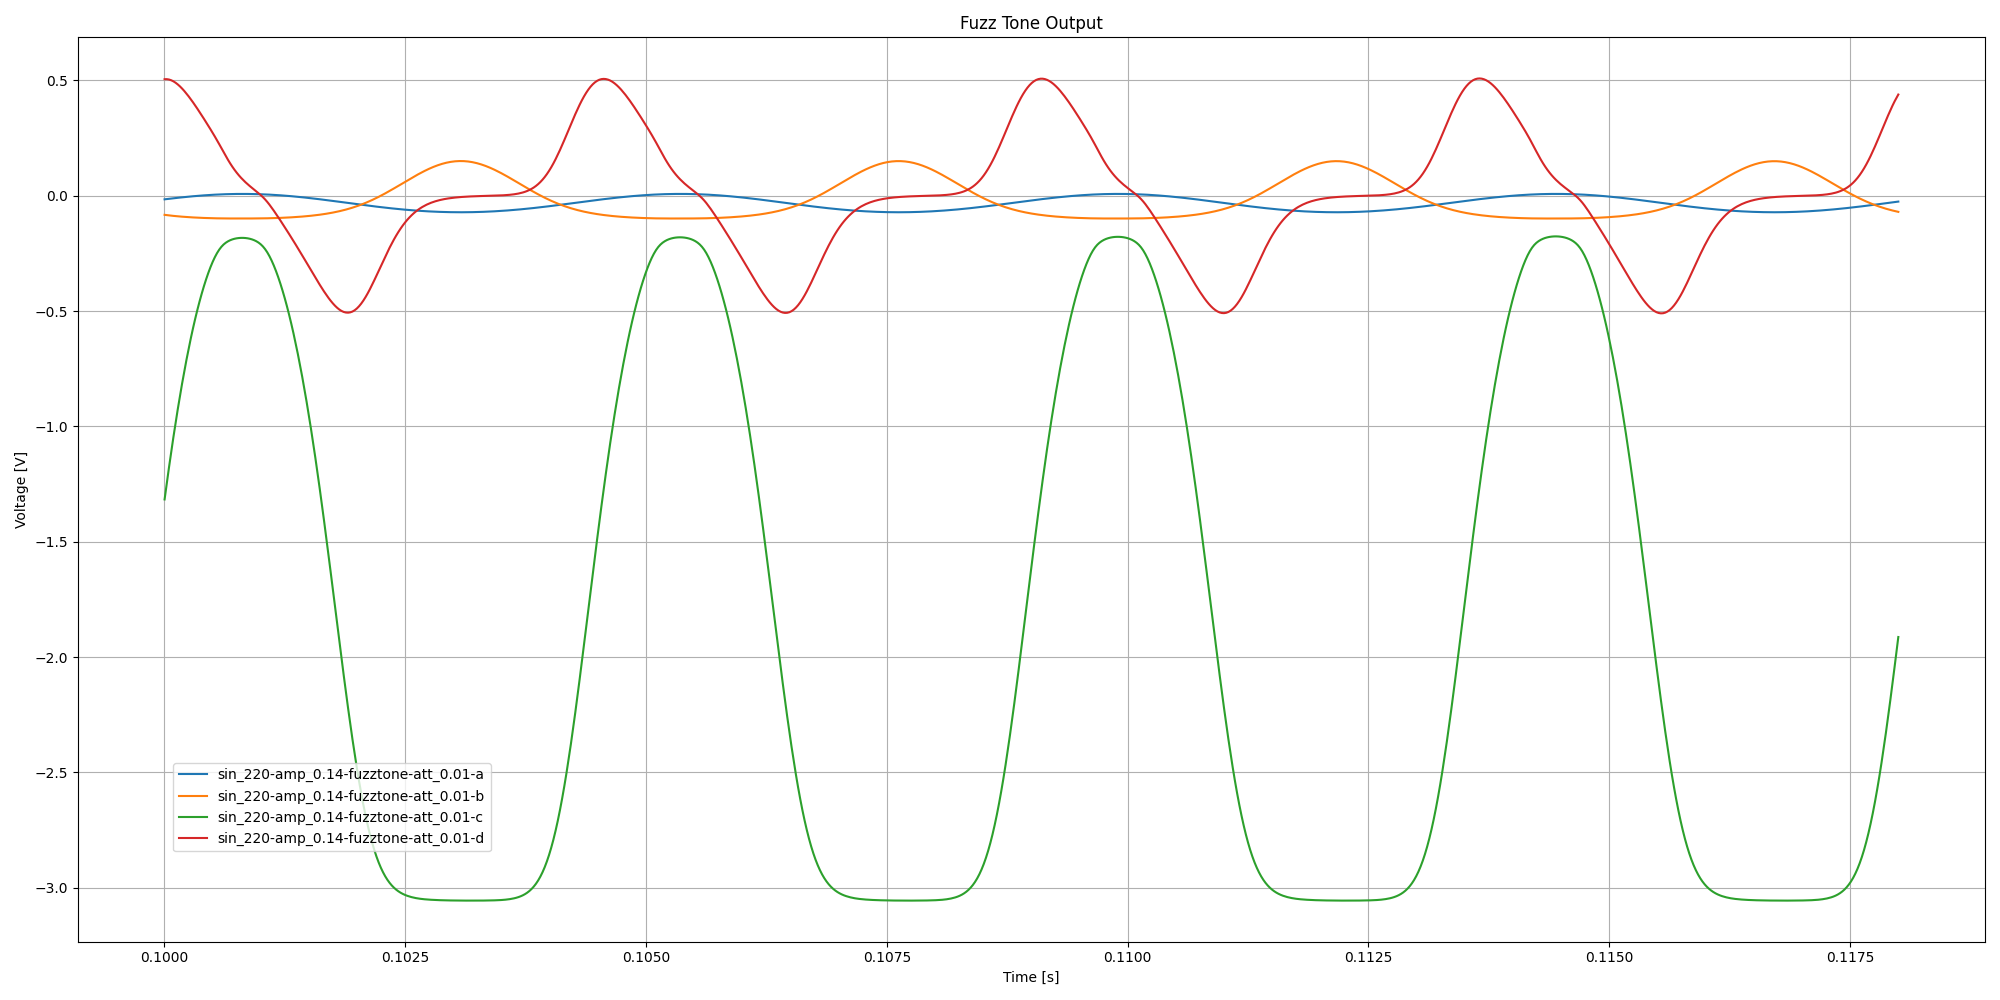 Fuzz Tone Output
0.5
0.0
−0.5
−1.0
−1.5
−2.0
−2.5
−3.0
Voltage [V]
sin_220-amp_0.14-fuzztone-att_0.01-a
sin_220-amp_0.14-fuzztone-att_0.01-b
sin_220-amp_0.14-fuzztone-att_0.01-c
sin_220-amp_0.14-fuzztone-att_0.01-d
0.1000 0.1025 0.1050 0.1075 0.1100 0.1125 0.1150 0.1175
Time [s]